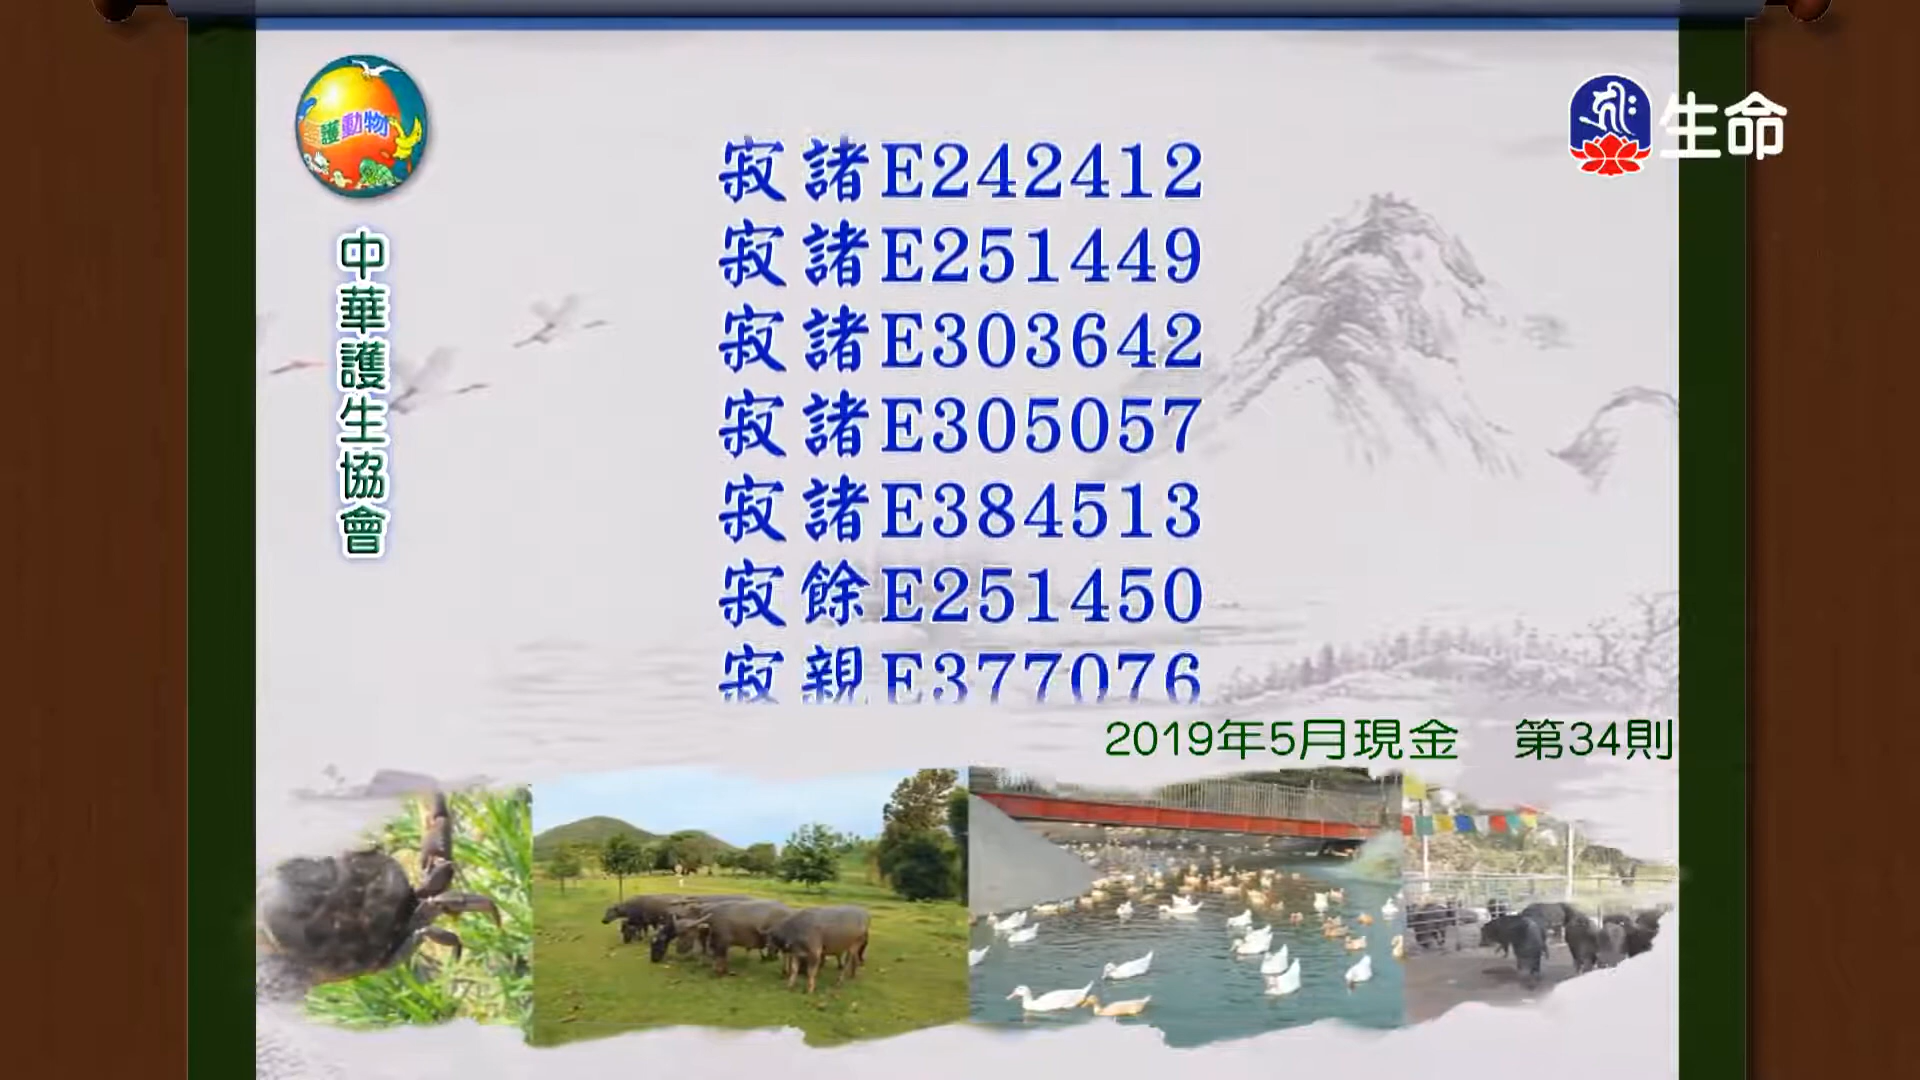 護動物
中華護生協會
生命
寂諸E242412
寂諸E251449
寂諸E303642
寂諸E305057
寂諸E384513
寂餘E251450
寂親E377076
2019年5月現金 第34則